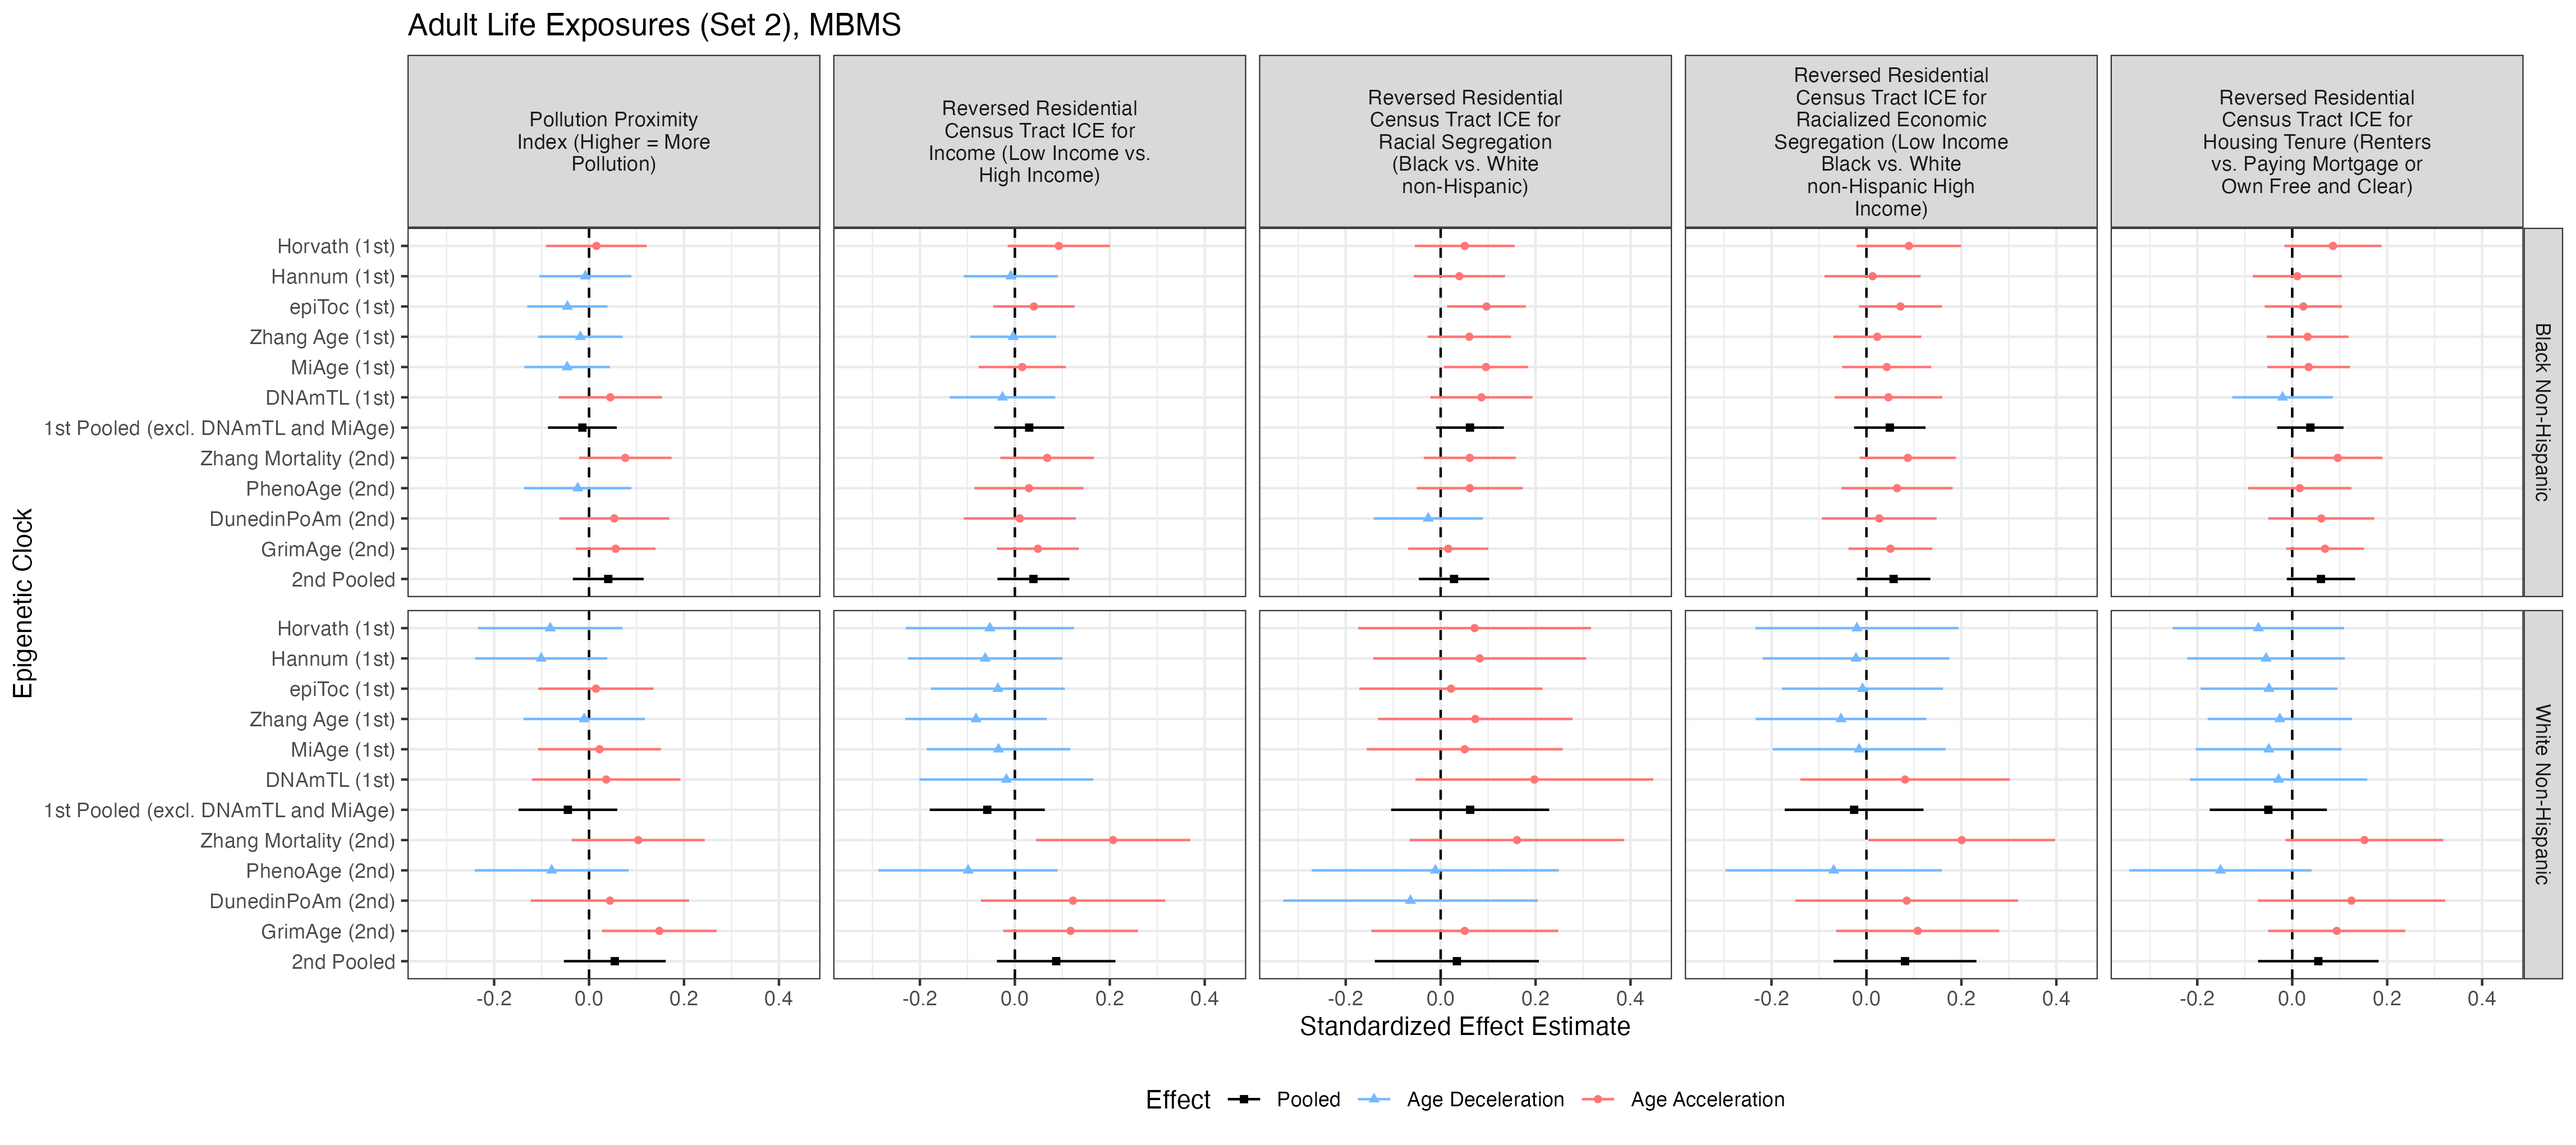 Adult Life Exposures (Set 2), MBMS
Pollution Proximity
Index (Higher = More
Pollution)
Reversed Residential
Census Tract ICE for
Income (Low Income vs.
High Income)
Reversed Residential
Census Tract ICE for
Racial Segregation
(Black vs. White
non-Hispanic)
Reversed Residential
Census Tract ICE for
Racialized Economic
Segregation (Low Income
Black vs. White
non-Hispanic High
Income)
Reversed Residential
Census Tract ICE for
Housing Tenure (Renters
vs. Paying Mortgage or
Own Free and Clear)
Epigenetic Clock
Horvath (1st)
Hannum (1st)
epiToc (1st)
Zhang Age (1st)
MiAge (1st)
DNAmTL (1st)
1st Pooled (excl. DNAmTL and MiAge)
Zhang Mortality (2nd)
PhenoAge (2nd)
DunedinPoAm (2nd)
GrimAge (2nd)
2nd Pooled
Black Non-Hispanic
Horvath (1st)
Hannum (1st)
epiToc (1st)
Zhang Age (1st)
MiAge (1st)
DNAmTL (1st)
1st Pooled (excl. DNAmTL and MiAge)
Zhang Mortality (2nd)
PhenoAge (2nd)
DunedinPoAm (2nd)
GrimAge (2nd)
2nd Pooled
White Non-Hispanic
-0.2 0.0 0.2 0.4
-0.2 0.0 0.2 0.4
-0.2 0.0 0.2 0.4
-0.2 0.0 0.2 0.4
-0.2 0.0 0.2 0.4
Standardized Effect Estimate
Effect Pooled Age Deceleration Age Acceleration